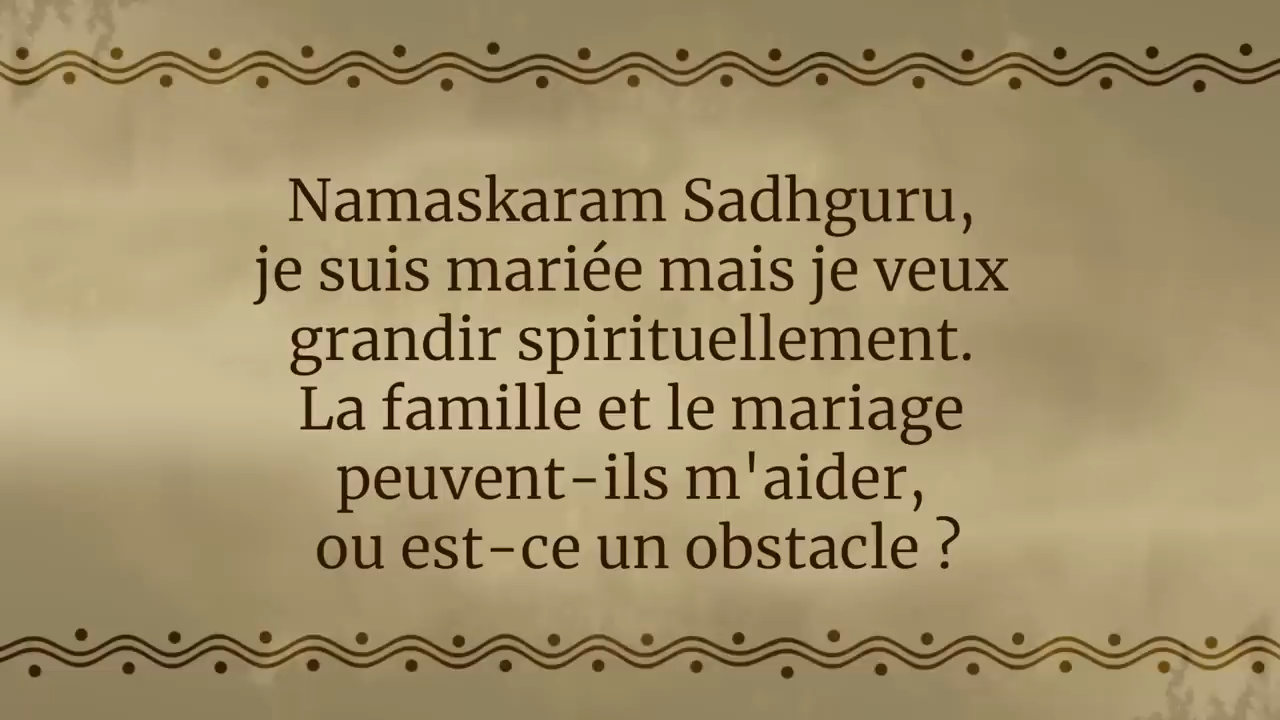 Namaskaram Sadhguru,
je suis mariée mais je veux
grandir spirituellement.
La famille et le mariage
peuvent-ils m'aider,
ou est-ce un obstacle ?